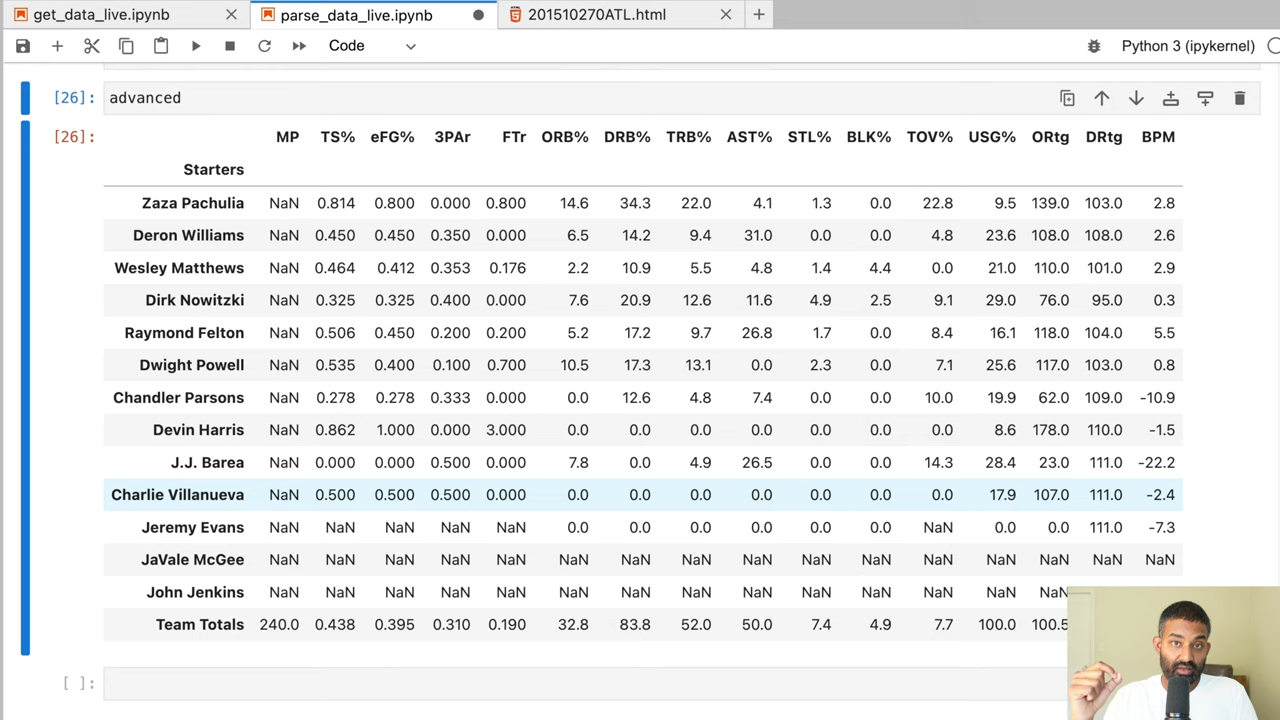 get_data_live.ipynb parse_data_live.ipynb 201510270ATL.html
Code Python 3 (ipykernel)
[26]: advanced
[26]: MP TS% eFG% 3PAr FTr ORB% DRB% TRB% AST% STL% BLK% TOV% USG% ORtg DRtg BPM
Starters
Zaza Pachulia NaN 0.814 0.800 0.000 0.800 14.6 34.3 22.0 4.1 1.3 0.0 22.8 9.5 139.0 103.0 2.8
Deron Williams NaN 0.450 0.450 0.350 0.000 6.5 14.2 9.4 31.0 0.0 0.0 4.8 23.6 108.0 108.0 2.6
Wesley Matthews NaN 0.464 0.412 0.353 0.176 2.2 10.9 5.5 4.8 1.4 4.4 0.0 21.0 110.0 101.0 2.9
Dirk Nowitzki NaN 0.325 0.325 0.400 0.000 7.6 20.9 12.6 11.6 4.9 2.5 9.1 29.0 76.0 95.0 0.3
Raymond Felton NaN 0.506 0.450 0.200 0.200 5.2 17.2 9.7 26.8 1.7 0.0 8.4 16.1 118.0 104.0 5.5
Dwight Powell NaN 0.535 0.400 0.100 0.700 10.5 17.3 13.1 0.0 2.3 0.0 7.1 25.6 117.0 103.0 0.8
Chandler Parsons NaN 0.278 0.278 0.333 0.000 0.0 12.6 4.8 7.4 0.0 0.0 10.0 19.9 62.0 109.0 -10.9
Devin Harris NaN 0.862 1.000 0.000 3.000 0.0 0.0 0.0 0.0 0.0 0.0 0.0 8.6 178.0 110.0 -1.5
J.J. Barea NaN 0.000 0.000 0.500 0.000 7.8 0.0 4.9 26.5 0.0 0.0 14.3 28.4 23.0 111.0 -22.2
Charlie Villanueva NaN 0.500 0.500 0.500 0.000 0.0 0.0 0.0 0.0 0.0 0.0 0.0 17.9 107.0 111.0 -2.4
Jeremy Evans NaN NaN NaN NaN NaN 0.0 0.0 0.0 0.0 0.0 0.0 NaN 0.0 0.0 111.0 -7.3
JaVale McGee NaN NaN NaN NaN NaN NaN NaN NaN NaN NaN NaN NaN NaN NaN NaN NaN
John Jenkins NaN NaN NaN NaN NaN NaN NaN NaN NaN NaN NaN NaN NaN NaN
Team Totals 240.0 0.438 0.395 0.310 0.190 32.8 83.8 52.0 50.0 7.4 4.9 7.7 100.0 100.5
[ ]: